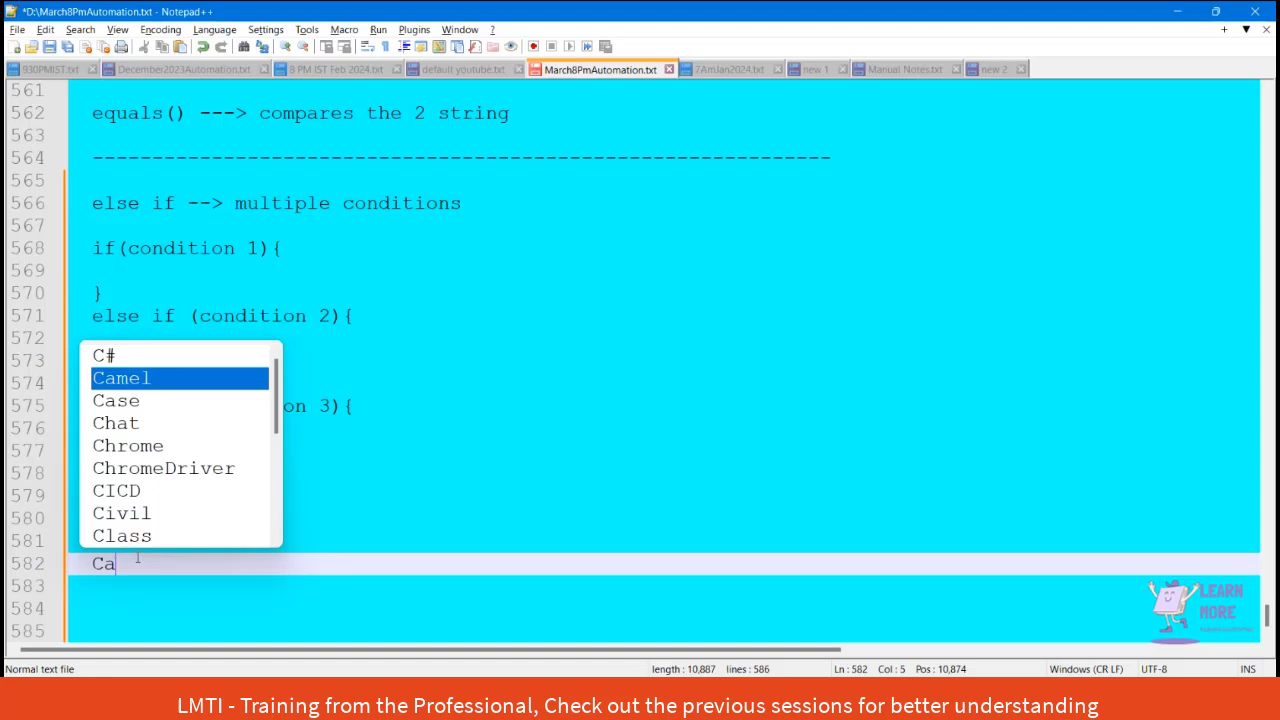 *D:\March8PmAutomation.txt - Notepad++
File Edit Search View Encoding Language Settings Tools Macro Run Plugins Window ?
930PMIST.txt December2023Automation.txt 8 PM IST Feb 2024.txt default youtube.txt March8PmAutomation.txt 7AmJan2024.txt new 1 Manual Notes.txt new 2
561
562 equals() ---> compares the 2 string
563
564 --------------------------------------------------------------
565
566 else if --> multiple conditions
567
568 if(condition 1){
569
570 }
571 else if (condition 2){
572
573 C#
574 Camel
575 Case on 3){
576 Chat
577 Chrome
578 ChromeDriver
579 CICD
580 Civil
581 Class
582 Ca
583
584
585
LEARN
MORE
Normal text file length : 10,887 lines : 586 Ln : 582 Col : 5 Pos : 10,874 Windows (CR LF) UTF-8 INS
LMTI - Training from the Professional, Check out the previous sessions for better understanding